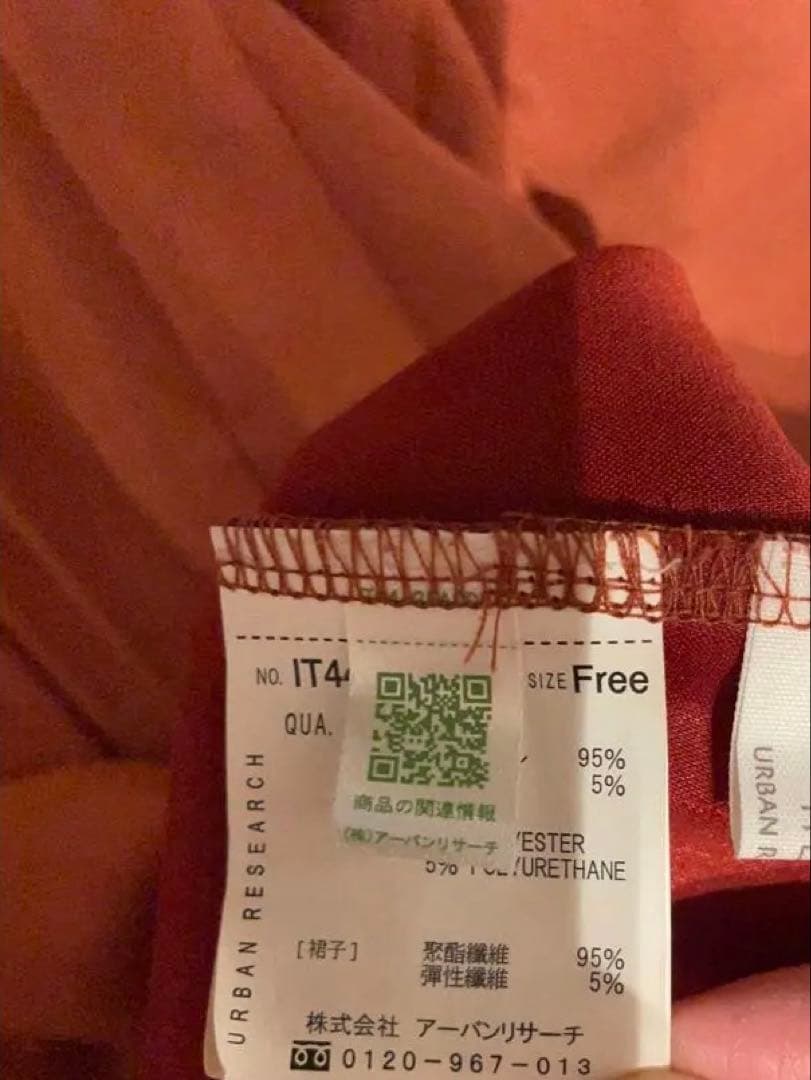 NO. IT44
SIZE Free
QUA.
95%
5%
商品の関連情報
(株)アーバンリサーチ
YESTER
5% POLYURETHANE
[裙子] 聚酯纖維 95%
彈性纖維 5%
株式会社 アーバンリサーチ
0120-967-013
URBAN RESEARCH
URBAN R